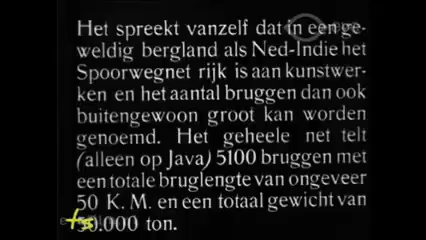 Het spreekt vanzelf dat in een ge-
weldig bergland als Ned-Indie het
Spoorwegnet rijk is aan kunstwer-
ken en het aantal bruggen dan ook
buitengewoon groot kan worden
genoemd. Het geheele net telt
(alleen op Java) 5100 bruggen met
een totale bruglengte van ongeveer
50 K.M. en een totaal gewicht van
50.000 ton.